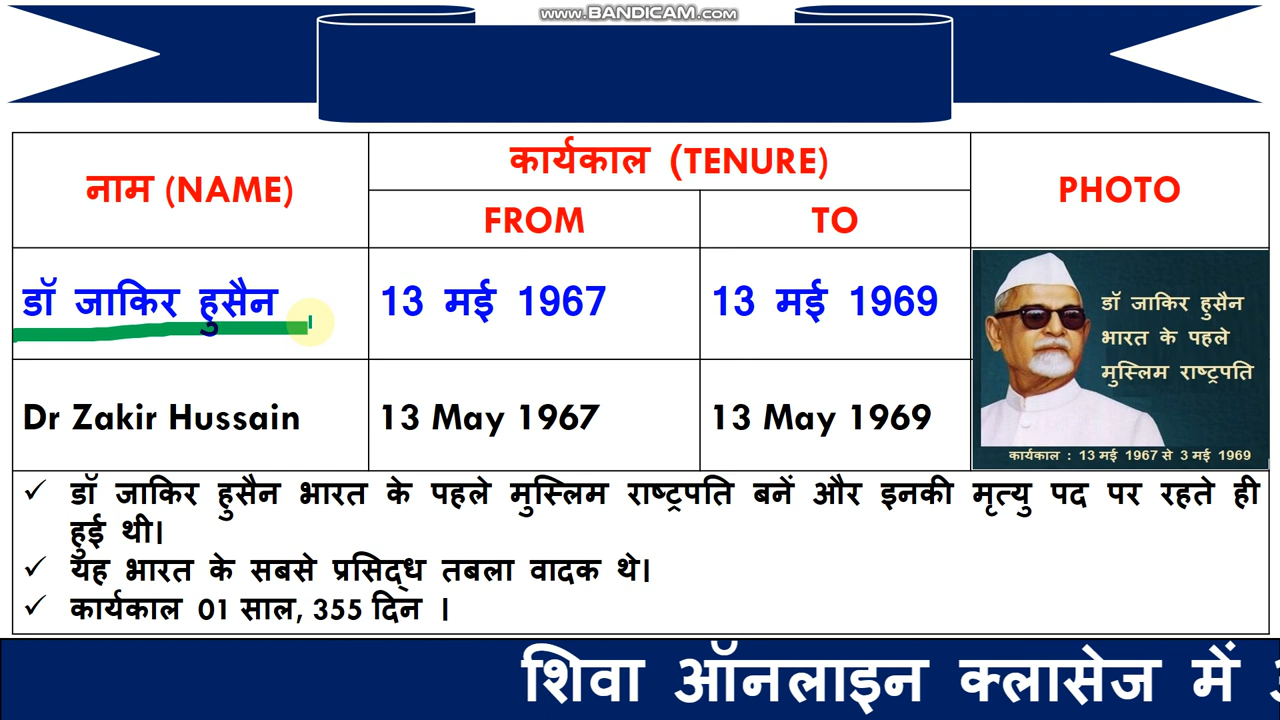 www.BANDICAM.com
नाम (NAME)
कार्यकाल (TENURE)
PHOTO
FROM
TO
डॉ जाकिर हुसैन
13 मई 1967
13 मई 1969
डॉ जाकिर हुसैन
भारत के पहले
मुस्लिम राष्ट्रपति
कार्यकाल : 13 मई 1967 से 3 मई 1969
Dr Zakir Hussain
13 May 1967
13 May 1969
✓ डॉ जाकिर हुसैन भारत के पहले मुस्लिम राष्ट्रपति बनें और इनकी मृत्यु पद पर रहते ही
हुई थी।
✓ यह भारत के सबसे प्रसिद्ध तबला वादक थे।
✓ कार्यकाल 01 साल, 355 दिन ।
शिवा ऑनलाइन क्लासेज में